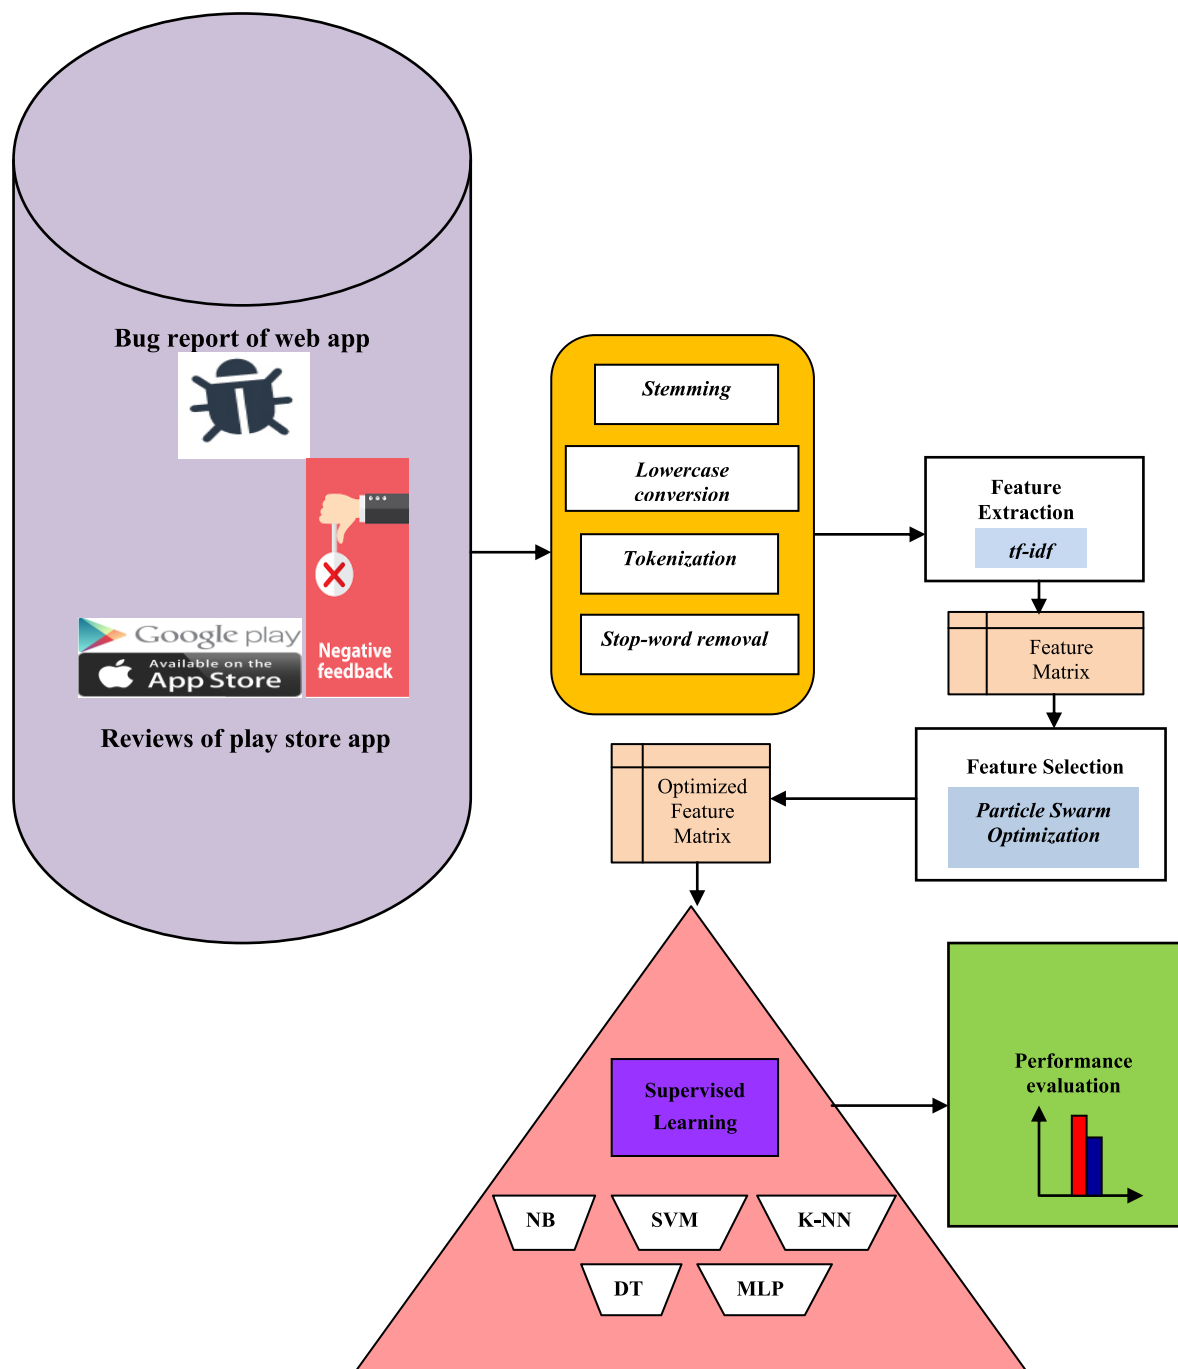 Bug report of web app
Google play
Available on the
App Store
Negative
feedback
Reviews of play store app
Stemming
Lowercase
conversion
Tokenization
Stop-word removal
Feature
Extraction
tf-idf
Feature
Matrix
Feature Selection
Particle Swarm
Optimization
Optimized
Feature
Matrix
Supervised
Learning
NB
SVM
K-NN
DT
MLP
Performance
evaluation